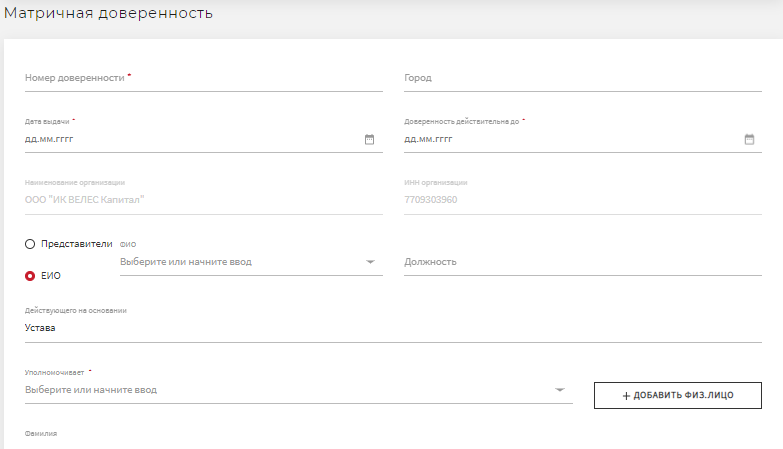 Матричная доверенность
Номер доверенности *
Город
Дата выдачи *
Доверенность действительна до *
дд.мм.гггг
дд.мм.гггг
Наименование организации
ИНН организации
ООО "ИК ВЕЛЕС Капитал"
7709303960
Представители
ФИО
Выберите или начните ввод
Должность
ЕИО
Действующего на основании
Устава
Уполномочивает *
Выберите или начните ввод
+ ДОБАВИТЬ ФИЗ.ЛИЦО
Фамилия